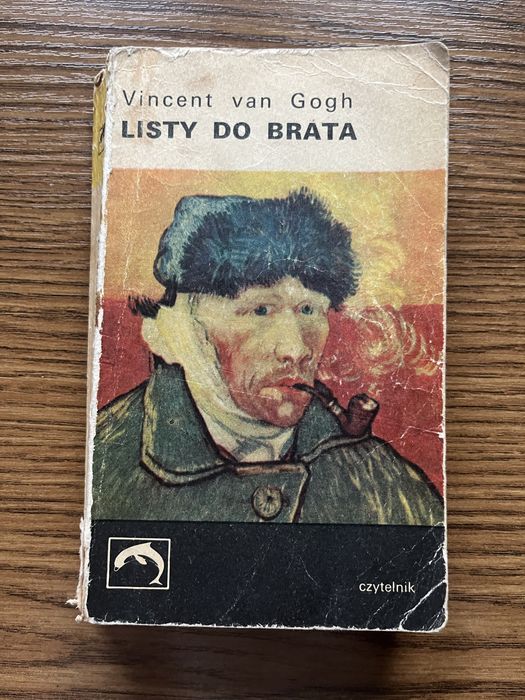 Vincent van Gogh
LISTY DO BRATA
czytelnik